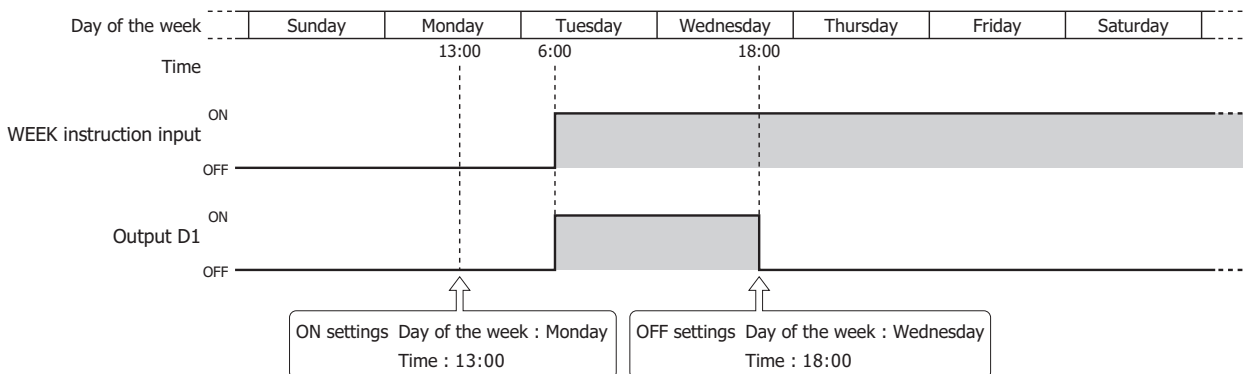 Day of the week Sunday Monday Tuesday Wednesday Thursday Friday Saturday
Time 13:00 6:00 18:00
ON
WEEK instruction input
OFF
ON
Output D1
OFF
ON settings Day of the week : Monday
Time : 13:00
OFF settings Day of the week : Wednesday
Time : 18:00